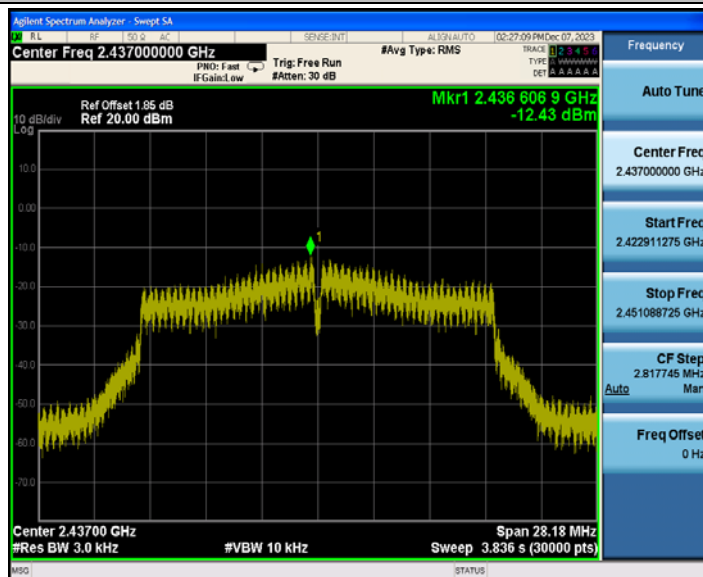 Agilent Spectrum Analyzer - Swept SA
RL RF 50 Ω AC SENSE:INT ALIGN AUTO 02:27:09 PM Dec 07, 2023
Center Freq 2.437000000 GHz
#Avg Type: RMS
TRACE 1 2 3 4 5 6
PNO: Fast Trig: Free Run
TYPE A WWWWW
IFGain:Low #Atten: 30 dB
DET A A A A A A
Mkr1 2.436 606 9 GHz
-12.43 dBm
Ref Offset 1.85 dB
10 dB/div Ref 20.00 dBm
Log
10.0
0.00
-10.0
-20.0
-30.0
-40.0
-50.0
-60.0
-70.0
1
Center 2.43700 GHz Span 28.18 MHz
#Res BW 3.0 kHz #VBW 10 kHz Sweep 3.836 s (30000 pts)
MSG STATUS
Frequency
Auto Tune
Center Freq
2.437000000 GHz
Start Freq
2.422911275 GHz
Stop Freq
2.451088725 GHz
CF Step
2.817745 MHz
Auto Man
Freq Offset
0 Hz